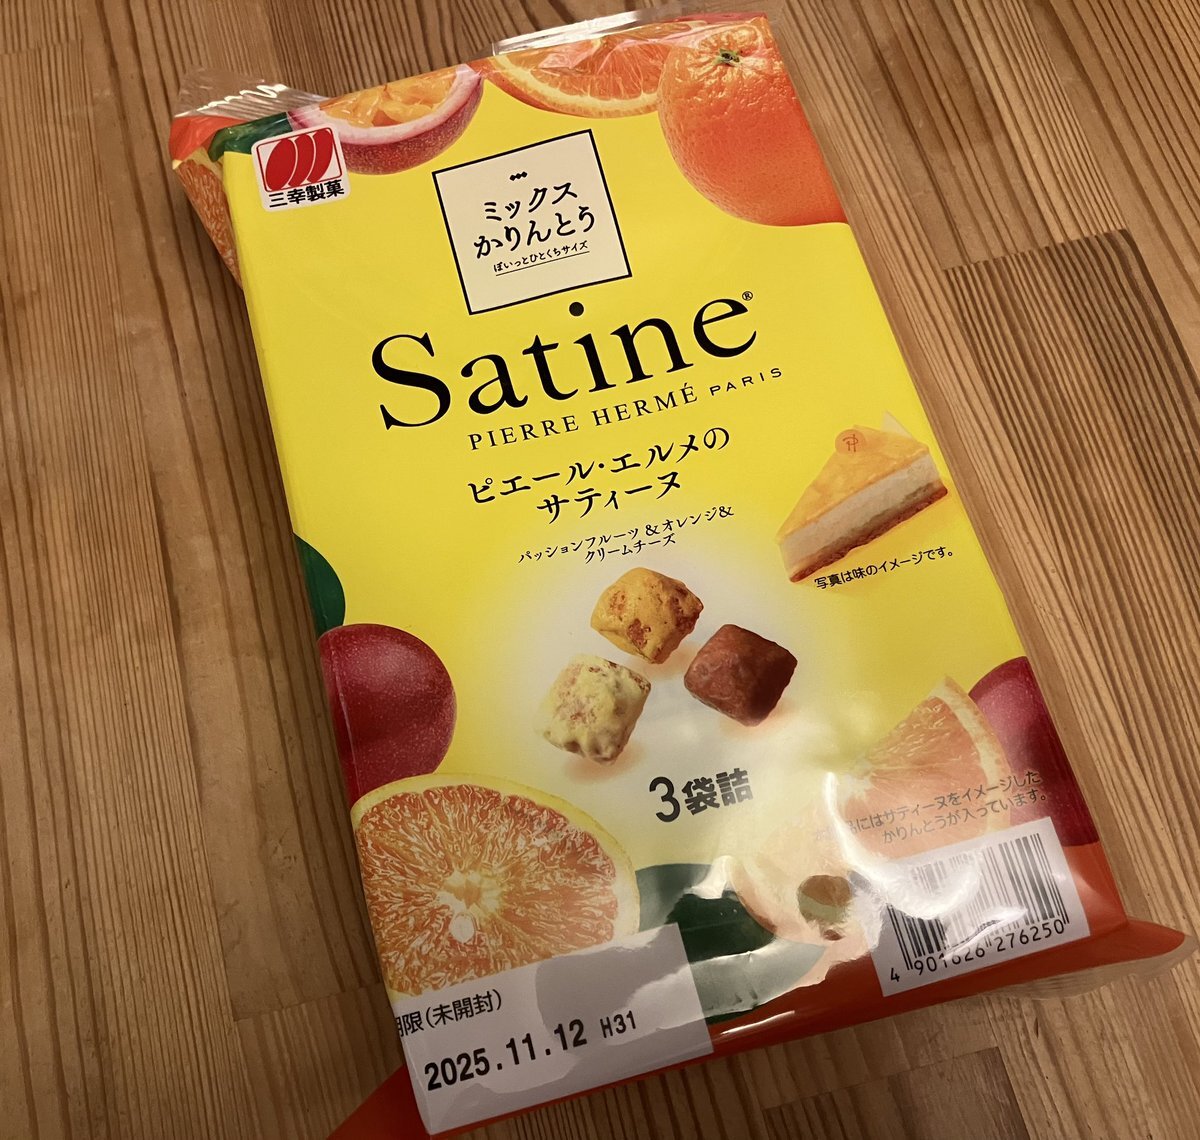 三幸製菓
ミックス
かりんとう
ぽいっとひとくちサイズ
Satine®
PIERRE HERMÉ PARIS
ピエール・エルメの
サティーヌ
パッションフルーツ&オレンジ&
クリームチーズ
写真は味のイメージです。
3袋詰
にはサティーヌをイメージした
かりんとうが入っています。
4 901626 276250
限(未開封)
2025.11.12 H31